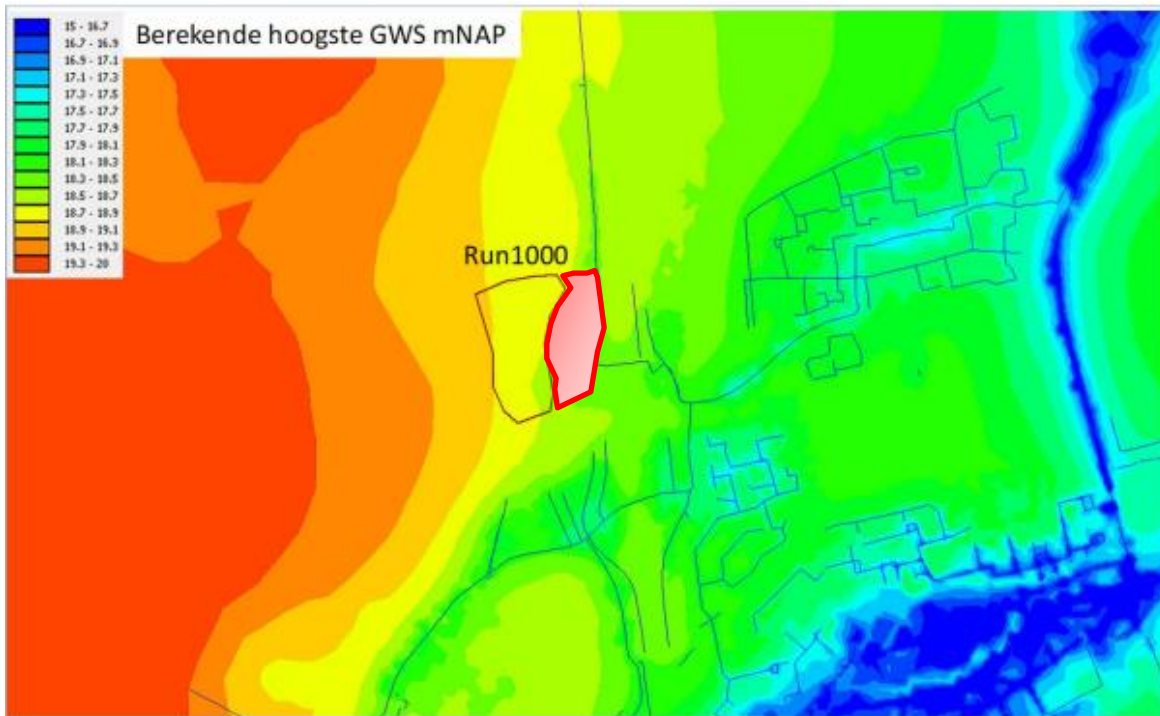 Berekende hoogste GWS mNAP
15 - 16.7
16.7 - 16.9
16.9 - 17.1
17.1 - 17.3
17.3 - 17.5
17.5 - 17.7
17.7 - 17.9
17.9 - 18.1
18.1 - 18.3
18.3 - 18.5
18.5 - 18.7
18.7 - 18.9
18.9 - 19.1
19.1 - 19.3
19.3 - 20
Run1000